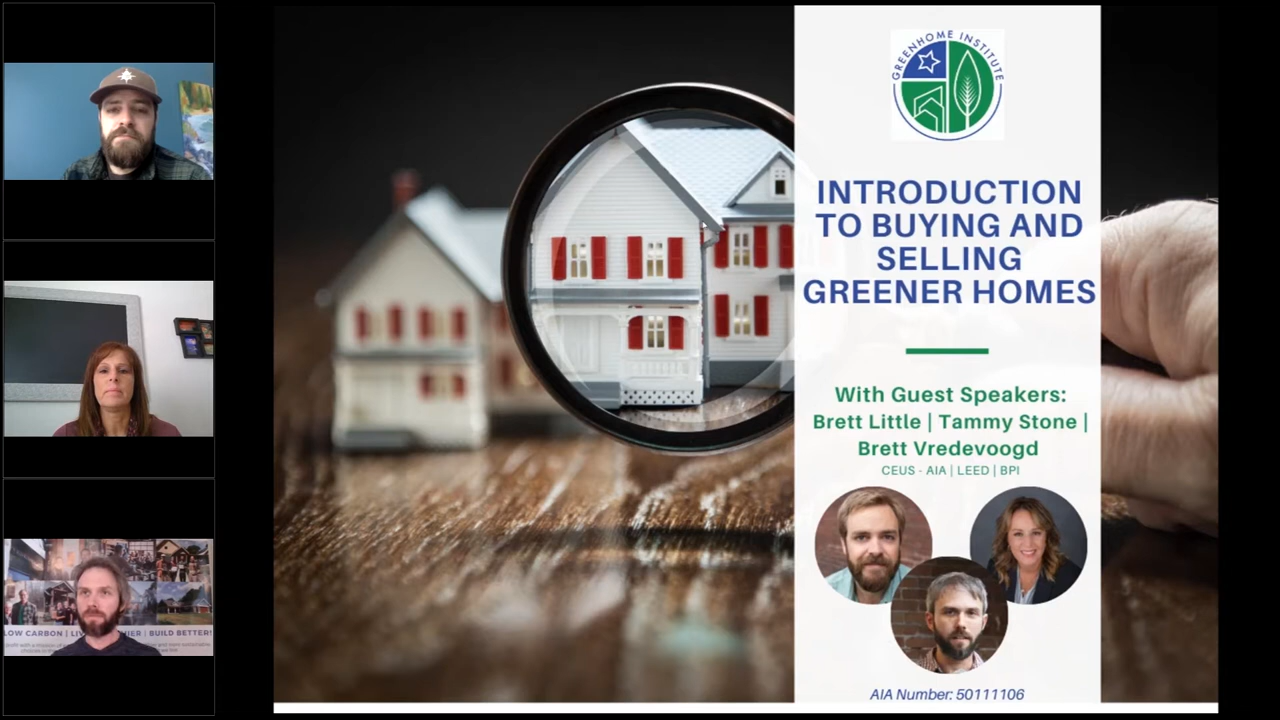 GREENHOME INSTITUTE
INTRODUCTION
TO BUYING AND
SELLING
GREENER HOMES
With Guest Speakers:
Brett Little | Tammy Stone |
Brett Vredevoogd
CEUS - AIA | LEED | BPI
AIA Number: 50111106
LOW CARBON |
| BUILD BETTER!